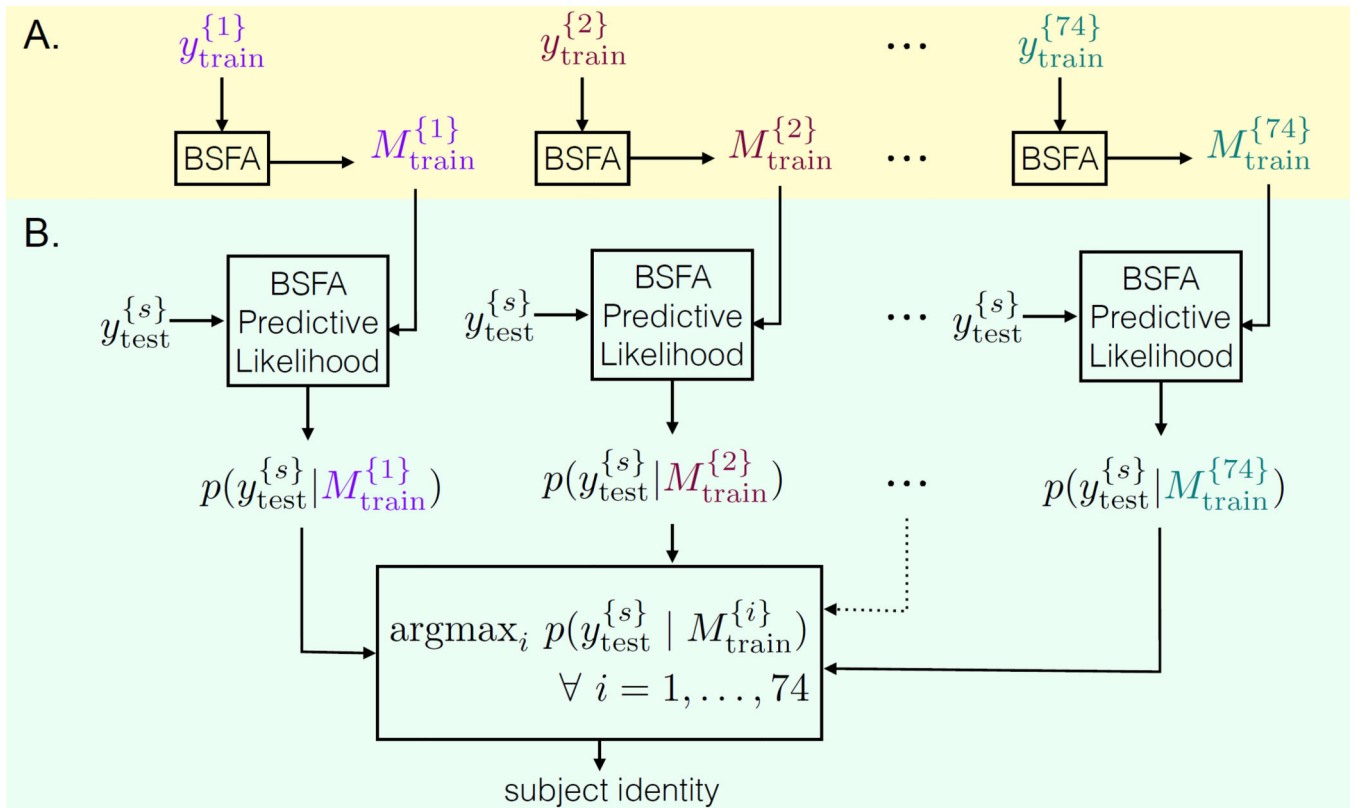 A.
y_train^{1} y_train^{2} ... y_train^{74}
BSFA M_train^{1} BSFA M_train^{2} ... BSFA M_train^{74}
B.
y_test^{s} BSFA Predictive Likelihood y_test^{s} BSFA Predictive Likelihood ... y_test^{s} BSFA Predictive Likelihood
p(y_test^{s}|M_train^{1}) p(y_test^{s}|M_train^{2}) ... p(y_test^{s}|M_train^{74})
argmax_i p(y_test^{s} | M_train^{i})
∀ i = 1, . . . , 74
subject identity